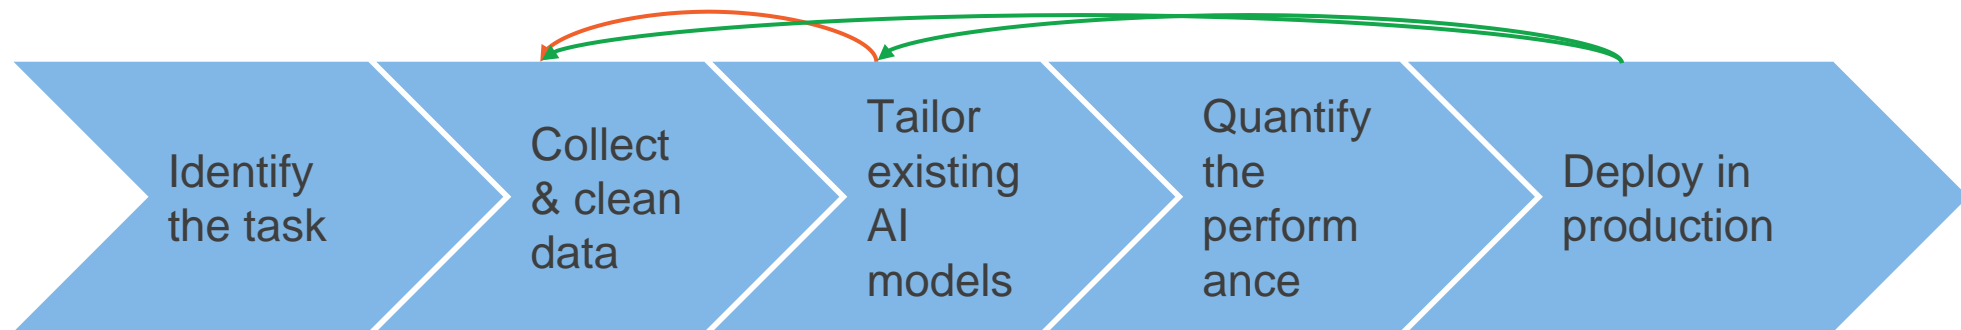 Identify
the task
Collect
& clean
data
Tailor
existing
AI
models
Quantify
the
perform
ance
Deploy in
production